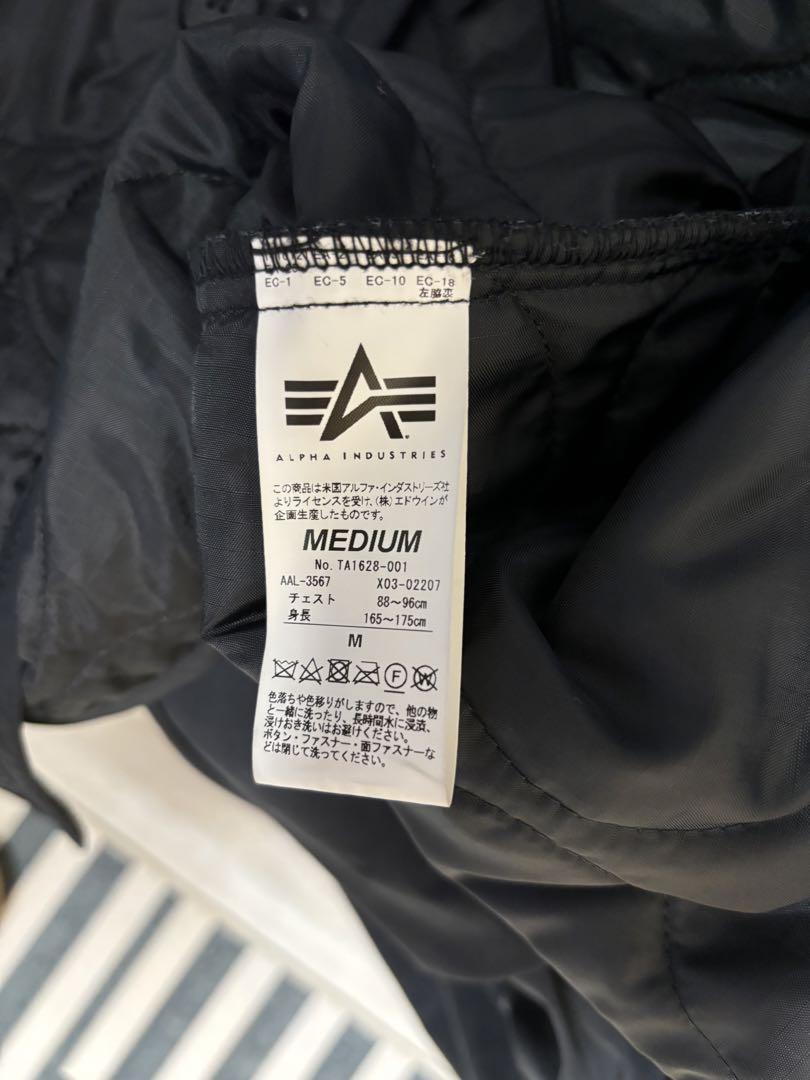 EC-1 EC-5 EC-10 EC-18
左脇恋
ALPHA INDUSTRIES
この商品は米国アルファ・インダストリーズ社
よりライセンスを受け、(株)エドウインが
企画生産したものです。
MEDIUM
No. TA1628-001
AAL-3567 X03-02207
チェスト 88〜96cm
身長 165〜175cm
M
F W
色落ちや色移りがしますので、他の物
と一緒に洗ったり、長時間水に浸漬、
浸けおき洗いはお避けください。
ボタン・ファスナー・面ファスナーな
どは閉じて洗ってください。